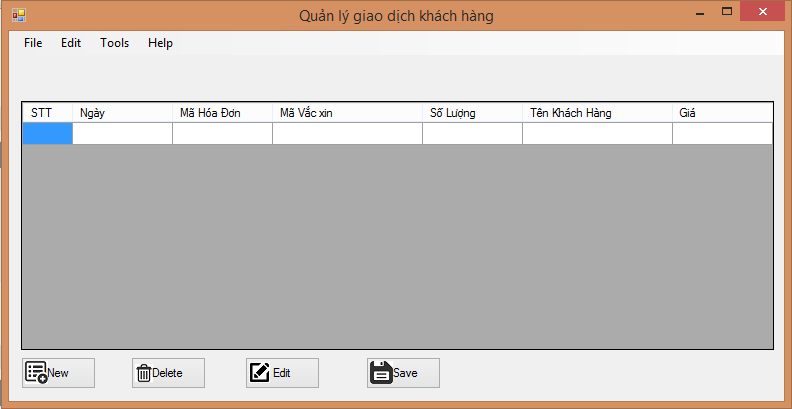 Quản lý giao dịch khách hàng
File Edit Tools Help
STT Ngày Mã Hóa Đơn Mã Vắc xin Số Lượng Tên Khách Hàng Giá
New Delete Edit Save